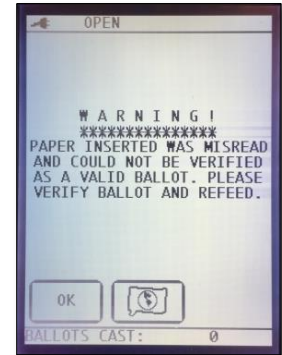 OPEN
W A R N I N G !
***************
PAPER INSERTED WAS MISREAD
AND COULD NOT BE VERIFIED
AS A VALID BALLOT. PLEASE
VERIFY BALLOT AND REFEED.
OK
BALLOTS CAST: 0